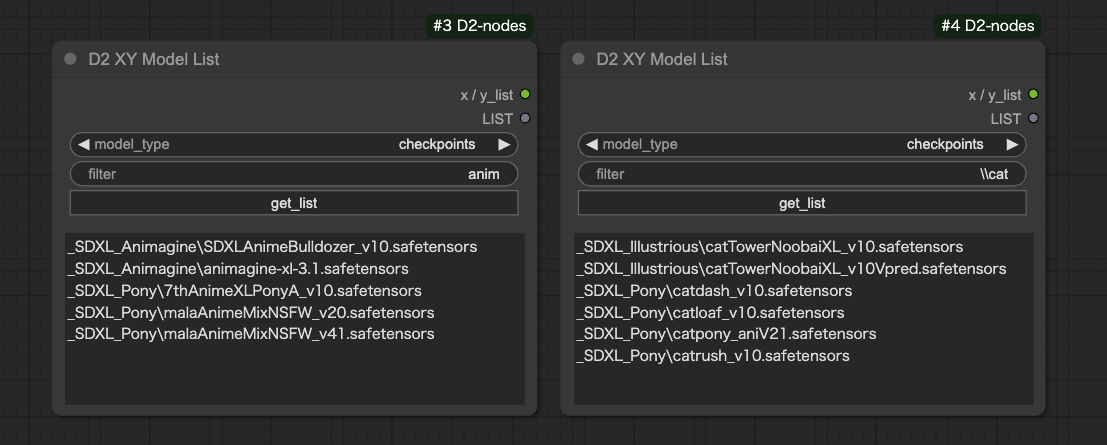 #3 D2-nodes
D2 XY Model List
x / y_list
LIST
model_type checkpoints
filter anim
get_list
_SDXL_Animagine\SDXLAnimeBulldozer_v10.safetensors
_SDXL_Animagine\animagine-xl-3.1.safetensors
_SDXL_Pony\7thAnimeXLPonyA_v10.safetensors
_SDXL_Pony\malaAnimeMixNSFW_v20.safetensors
_SDXL_Pony\malaAnimeMixNSFW_v41.safetensors
#4 D2-nodes
D2 XY Model List
x / y_list
LIST
model_type checkpoints
filter \\cat
get_list
_SDXL_Illustrious\catTowerNoobaiXL_v10.safetensors
_SDXL_Illustrious\catTowerNoobaiXL_v10Vpred.safetensors
_SDXL_Pony\catdash_v10.safetensors
_SDXL_Pony\catloaf_v10.safetensors
_SDXL_Pony\catpony_aniV21.safetensors
_SDXL_Pony\catrush_v10.safetensors